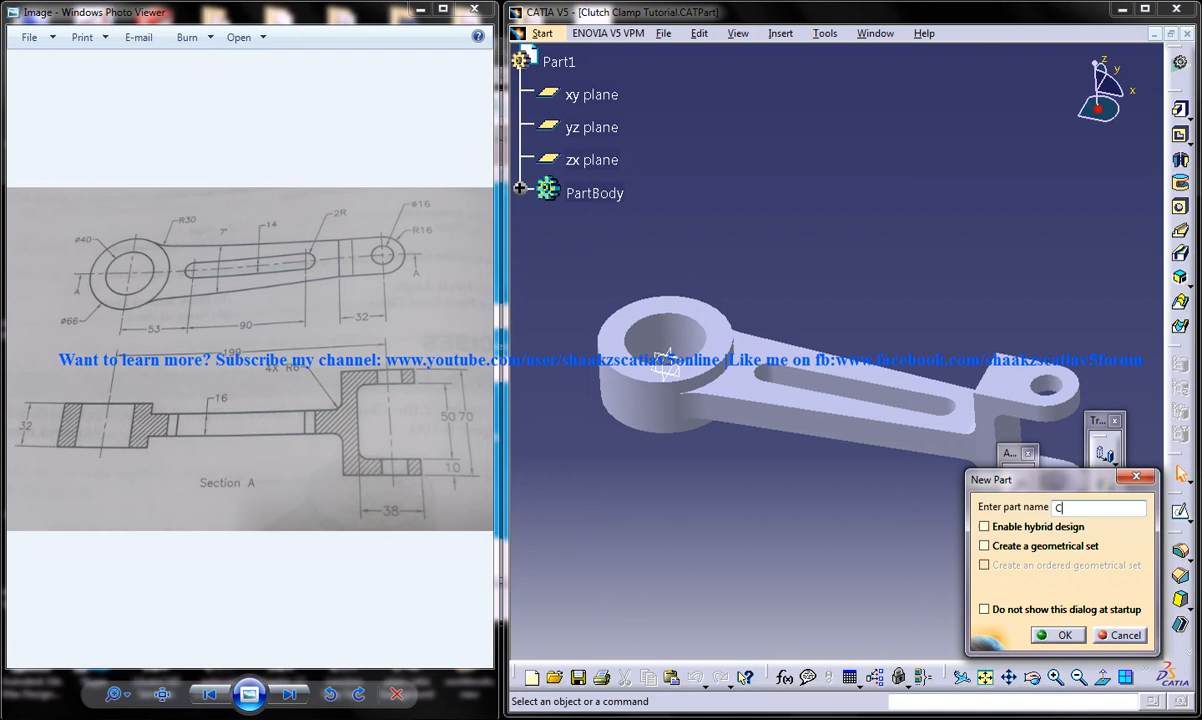 Image - Windows Photo Viewer
File Print E-mail Burn Open
ø40
R30
7°
14
2R
ø16
R16
A
A
ø66
53
90
32
190
4X R6
16
32
50 70
10
38
Section A
Want to learn more? Subscribe my channel: www.youtube.com/user/shaakzscatiav5online |Like me on fb:www.facebook.com/shaakzscatinv5forum
CATIA V5 - [Clutch Clamp Tutorial.CATPart]
Start ENOVIA V5 VPM File Edit View Insert Tools Window Help
Part1
xy plane
yz plane
zx plane
PartBody
z
y
x
Tr...
A...
New Part
Enter part name C
Enable hybrid design
Create a geometrical set
Create an ordered geometrical set
Do not show this dialog at startup
OK Cancel
f(x)
CATIA
Select an object or a command